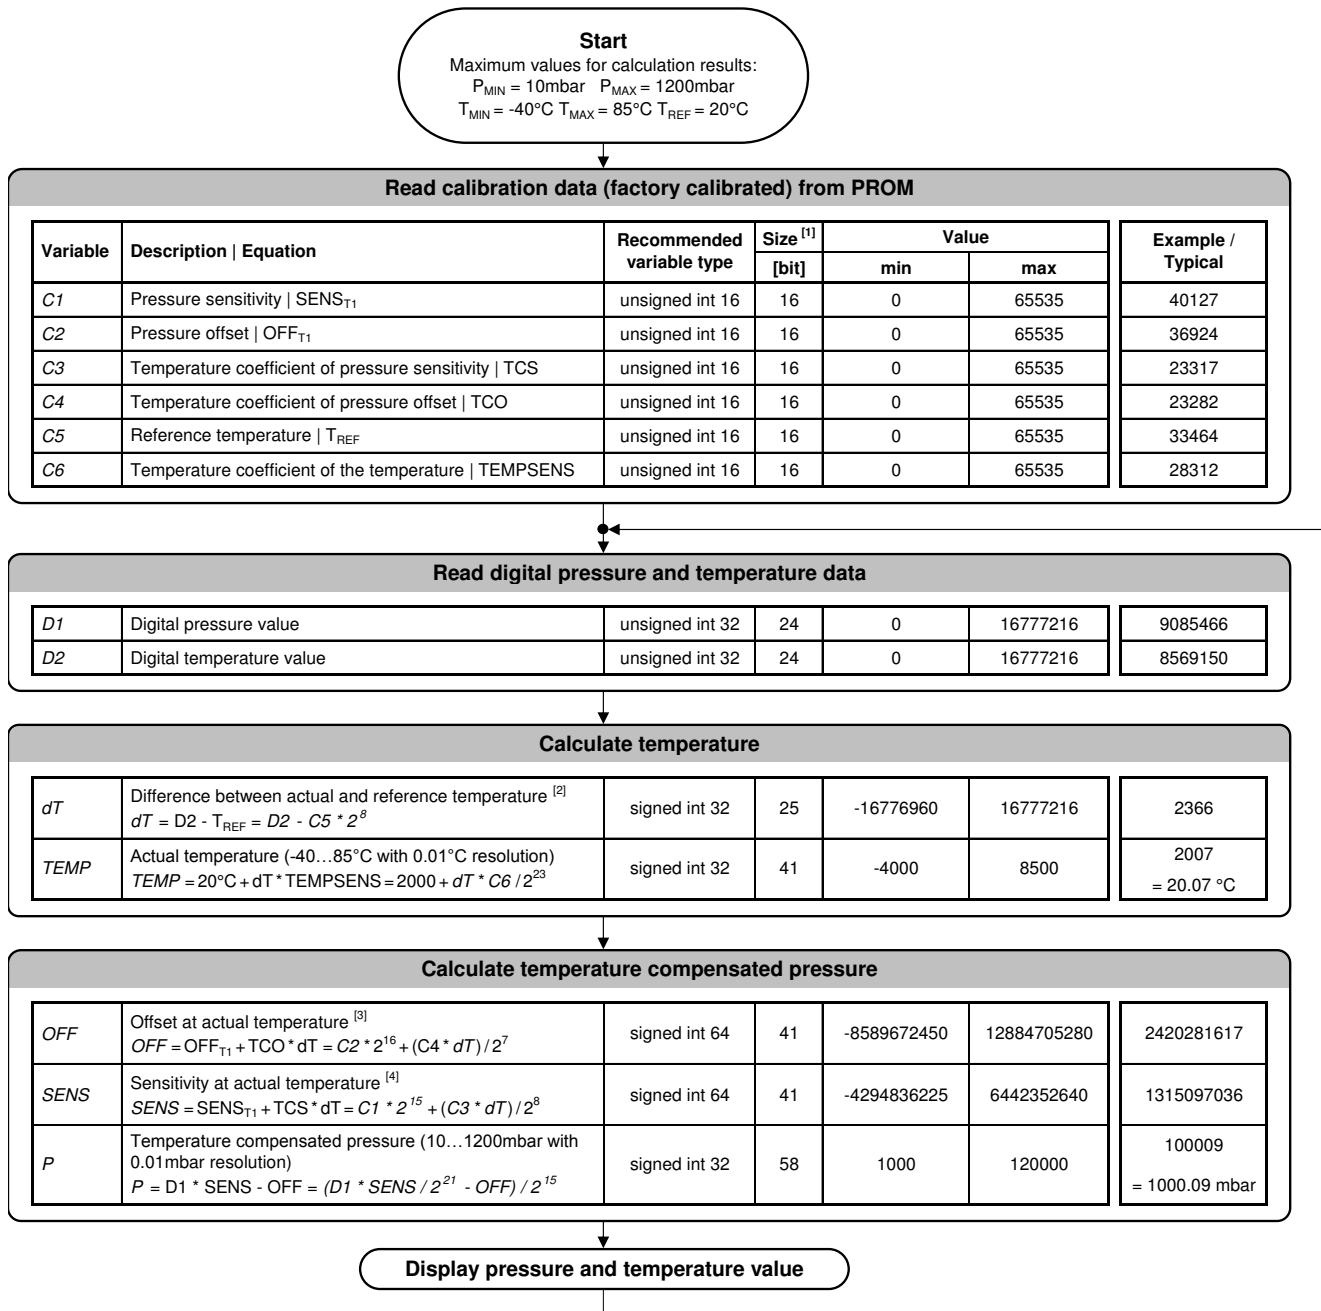 Start
Maximum values for calculation results:
PMIN = 10mbar PMAX = 1200mbar
TMIN = -40°C TMAX = 85°C TREF = 20°C
Read calibration data (factory calibrated) from PROM
Variable Description | Equation Recommended variable type Size [1] [bit] Value min max Example / Typical
C1 Pressure sensitivity | SENST1 unsigned int 16 16 0 65535 40127
C2 Pressure offset | OFFT1 unsigned int 16 16 0 65535 36924
C3 Temperature coefficient of pressure sensitivity | TCS unsigned int 16 16 0 65535 23317
C4 Temperature coefficient of pressure offset | TCO unsigned int 16 16 0 65535 23282
C5 Reference temperature | TREF unsigned int 16 16 0 65535 33464
C6 Temperature coefficient of the temperature | TEMPSENS unsigned int 16 16 0 65535 28312
Read digital pressure and temperature data
D1 Digital pressure value unsigned int 32 24 0 16777216 9085466
D2 Digital temperature value unsigned int 32 24 0 16777216 8569150
Calculate temperature
dT Difference between actual and reference temperature [2]
dT = D2 - TREF = D2 - C5 * 2^8 signed int 32 25 -16776960 16777216 2366
TEMP Actual temperature (-40…85°C with 0.01°C resolution)
TEMP = 20°C + dT * TEMPSENS = 2000 + dT * C6 / 2^23 signed int 32 41 -4000 8500 2007
= 20.07 °C
Calculate temperature compensated pressure
OFF Offset at actual temperature [3]
OFF = OFFT1 + TCO * dT = C2 * 2^16 + (C4 * dT) / 2^7 signed int 64 41 -8589672450 12884705280 2420281617
SENS Sensitivity at actual temperature [4]
SENS = SENST1 + TCS * dT = C1 * 2^15 + (C3 * dT) / 2^8 signed int 64 41 -4294836225 6442352640 1315097036
P Temperature compensated pressure (10…1200mbar with
0.01mbar resolution)
P = D1 * SENS - OFF = (D1 * SENS / 2^21 - OFF) / 2^15 signed int 32 58 1000 120000 100009
= 1000.09 mbar
Display pressure and temperature value